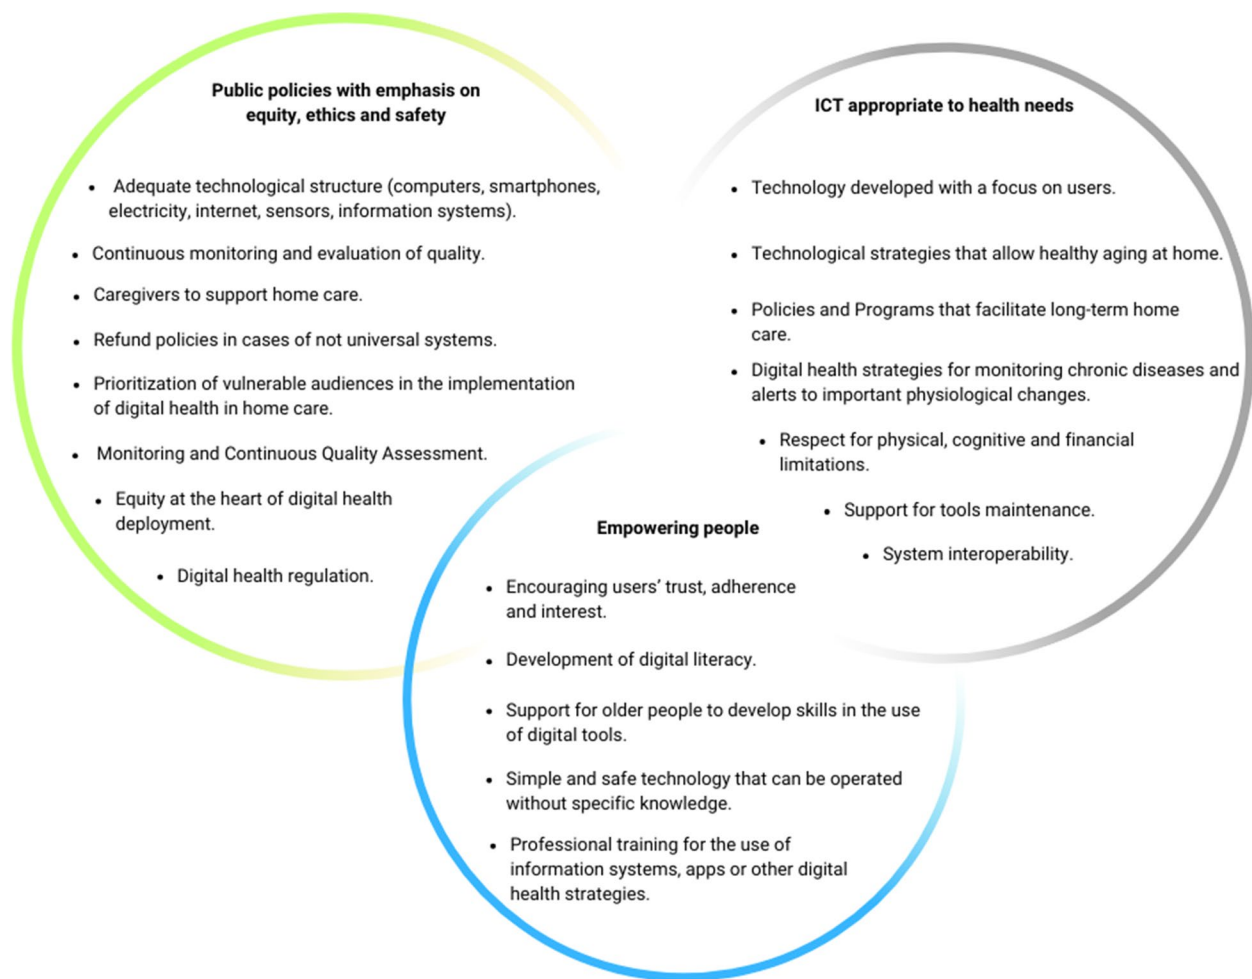 Public policies with emphasis on
equity, ethics and safety
• Adequate technological structure (computers, smartphones,
electricity, internet, sensors, information systems).
• Continuous monitoring and evaluation of quality.
• Caregivers to support home care.
• Refund policies in cases of not universal systems.
• Prioritization of vulnerable audiences in the implementation
of digital health in home care.
• Monitoring and Continuous Quality Assessment.
• Equity at the heart of digital health
deployment.
• Digital health regulation.
ICT appropriate to health needs
• Technology developed with a focus on users.
• Technological strategies that allow healthy aging at home.
• Policies and Programs that facilitate long-term home
care.
• Digital health strategies for monitoring chronic diseases and
alerts to important physiological changes.
• Respect for physical, cognitive and financial
limitations.
• Support for tools maintenance.
• System interoperability.
Empowering people
• Encouraging users’ trust, adherence
and interest.
• Development of digital literacy.
• Support for older people to develop skills in the use
of digital tools.
• Simple and safe technology that can be operated
without specific knowledge.
• Professional training for the use of
information systems, apps or other digital
health strategies.